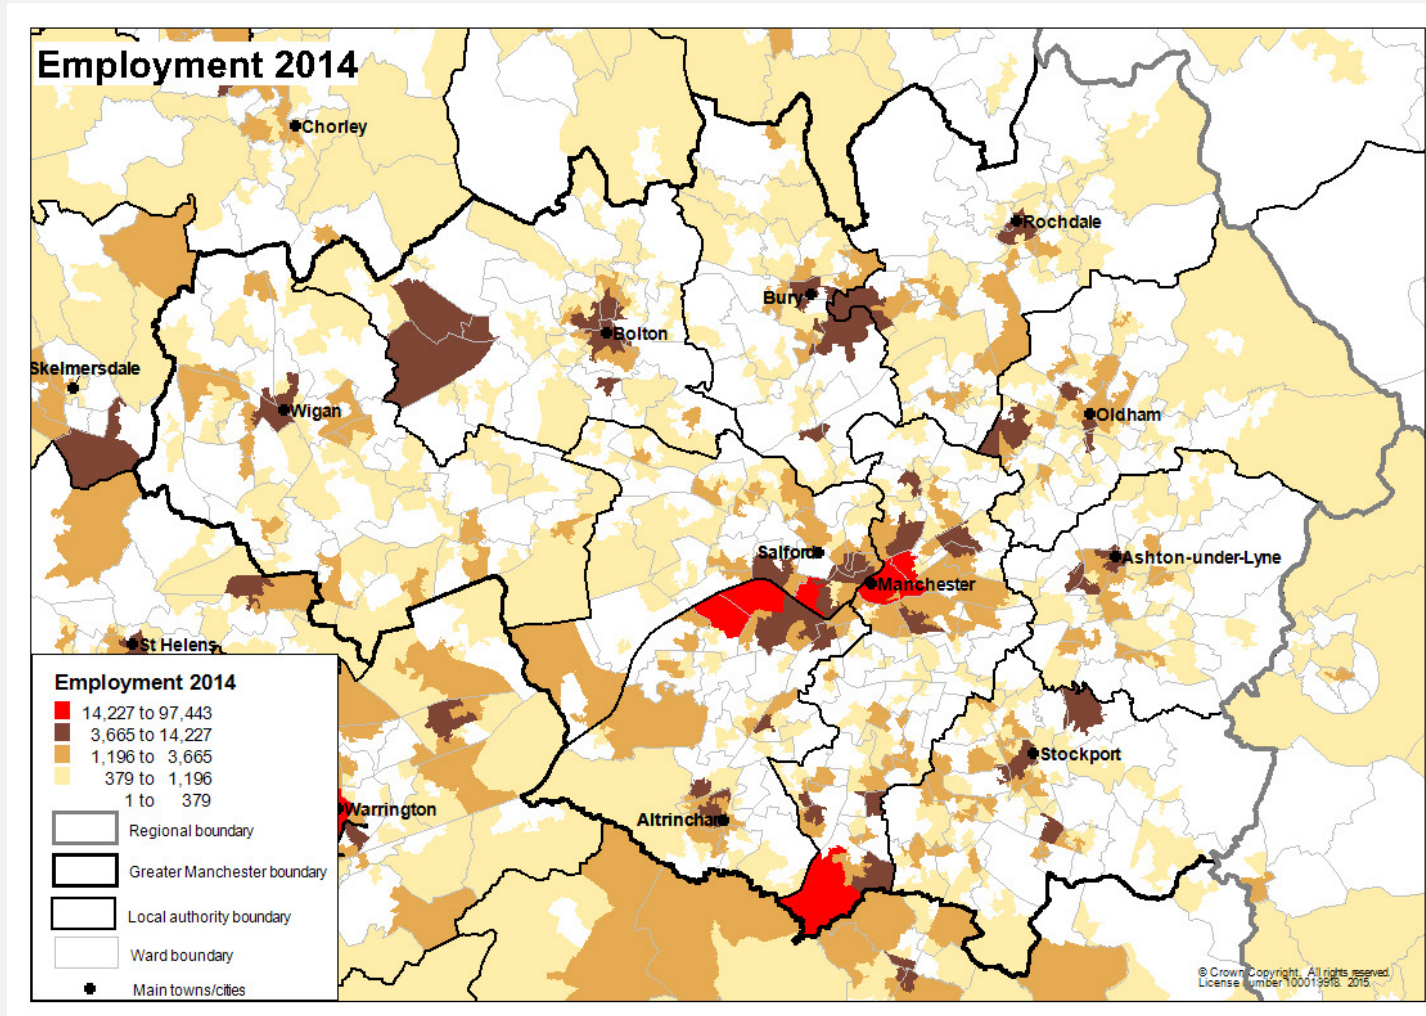 Employment 2014
Chorley
Rochdale
Bury
Bolton
Skelmersdale
Wigan
Oldham
Salford
Ashton-under-Lyne
Manchester
St Helens
Stockport
Warrington
Altrincham
Employment 2014
14,227 to 97,443
3,665 to 14,227
1,196 to 3,665
379 to 1,196
1 to 379
Regional boundary
Greater Manchester boundary
Local authority boundary
Ward boundary
Main towns/cities
© Crown Copyright. All rights reserved.
License number 100019918. 2015.